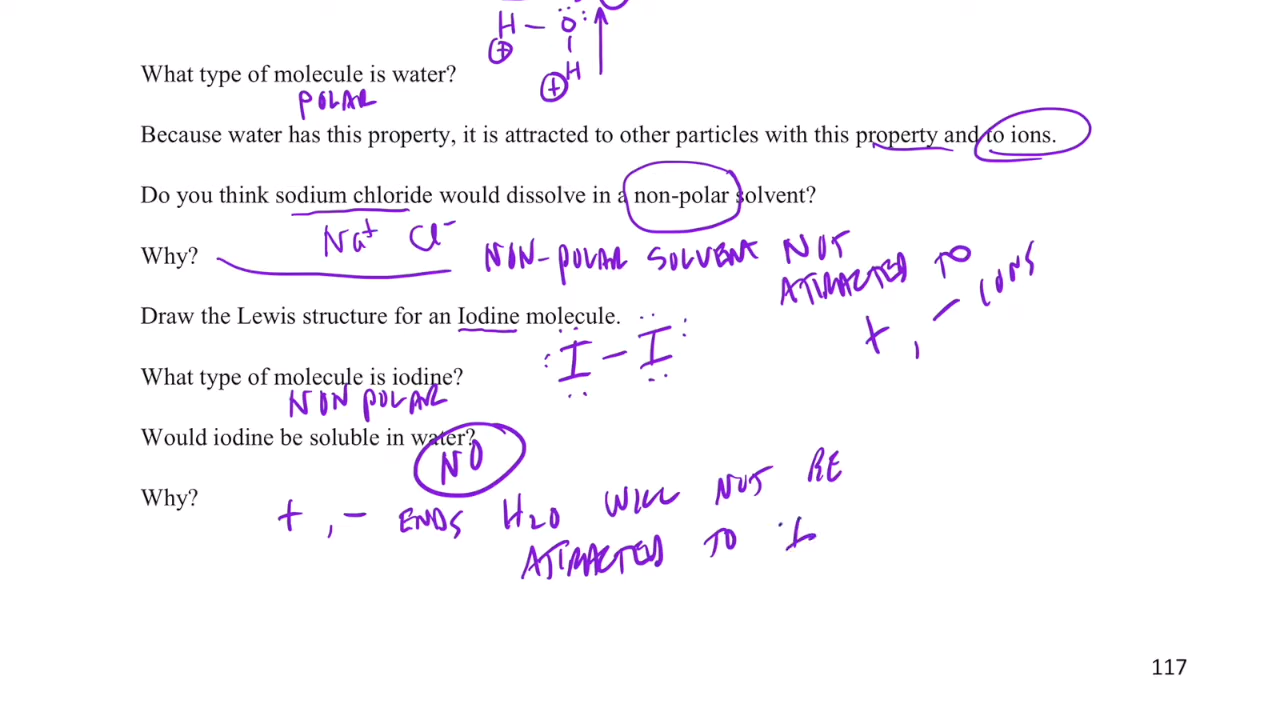 H – O
H
What type of molecule is water?
POLAR
Because water has this property, it is attracted to other particles with this property and to ions.
Do you think sodium chloride would dissolve in a non-polar solvent?
Na+ Cl-
Why?
NON-POLAR SOLVENT NOT
ATTRACTED TO
+, - IONS
Draw the Lewis structure for an Iodine molecule.
I – I
What type of molecule is iodine?
NON POLAR
Would iodine be soluble in water?
NO
Why?
+, - ENDS H2O WILL NOT BE
ATTRACTED TO
117